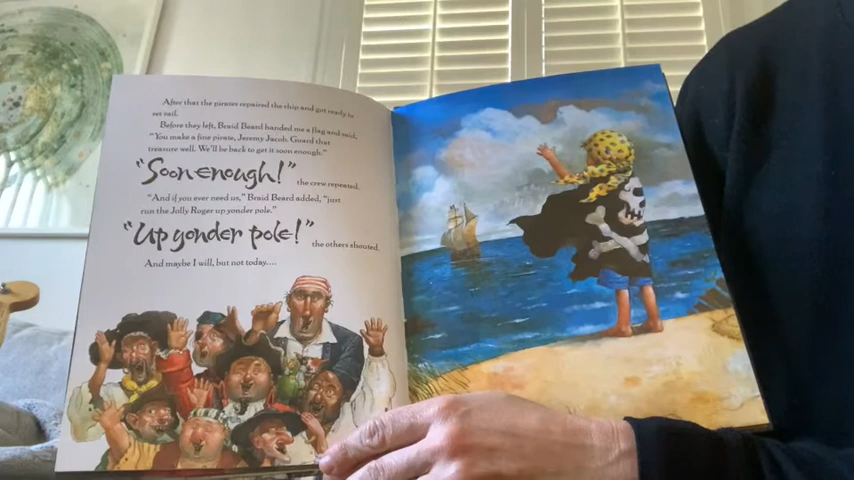 After that the pirates repaired the ship and got ready to
set sail.
Before they left, Braid Beard handed me a flag and said,
"You make a fine pirate, Jeremy Jacob. Guard that
treasure well. We'll be back to get it soon enough."
"Soon enough!" the crew repeated.
"And if you ever need us," Braid Beard added, "just
run the Jolly Roger up yonder pole."
"Up yonder pole!" the others shouted.
And maybe I will, but not today....